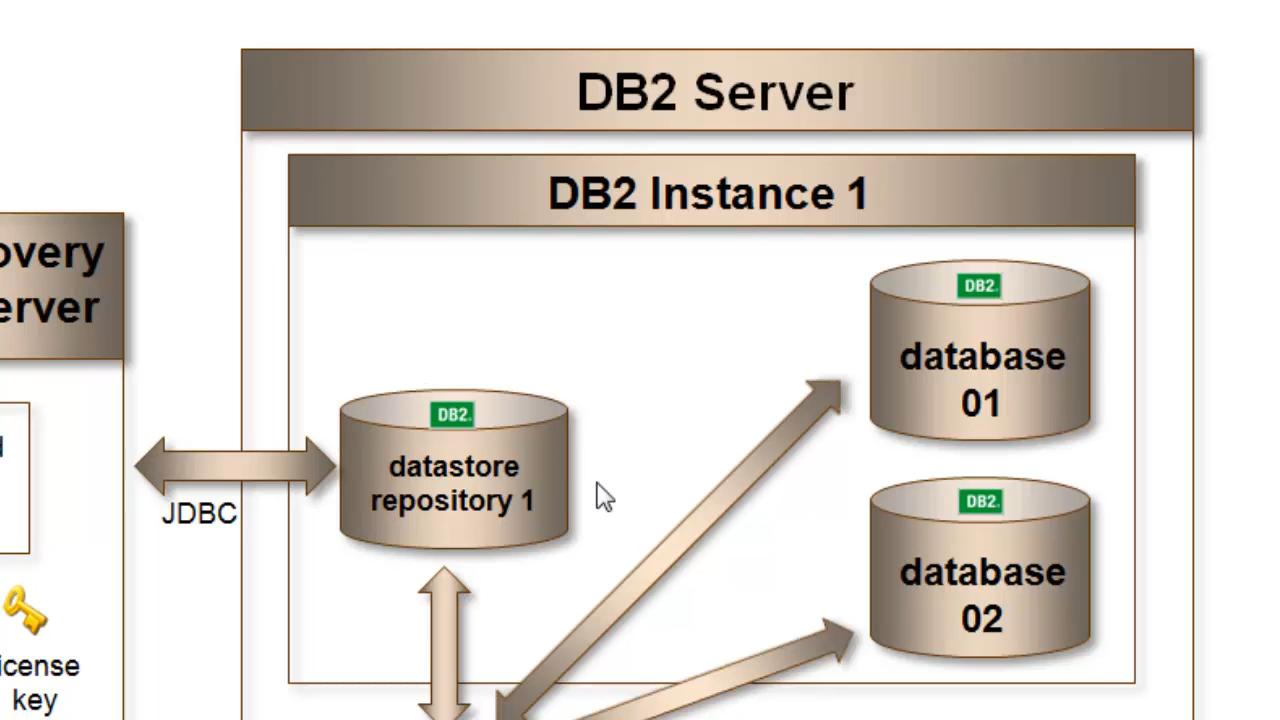 DB2 Server
DB2 Instance 1
overy
erver
DB2.
database
01
DB2.
datastore
repository 1
JDBC
DB2.
database
02
icense
key